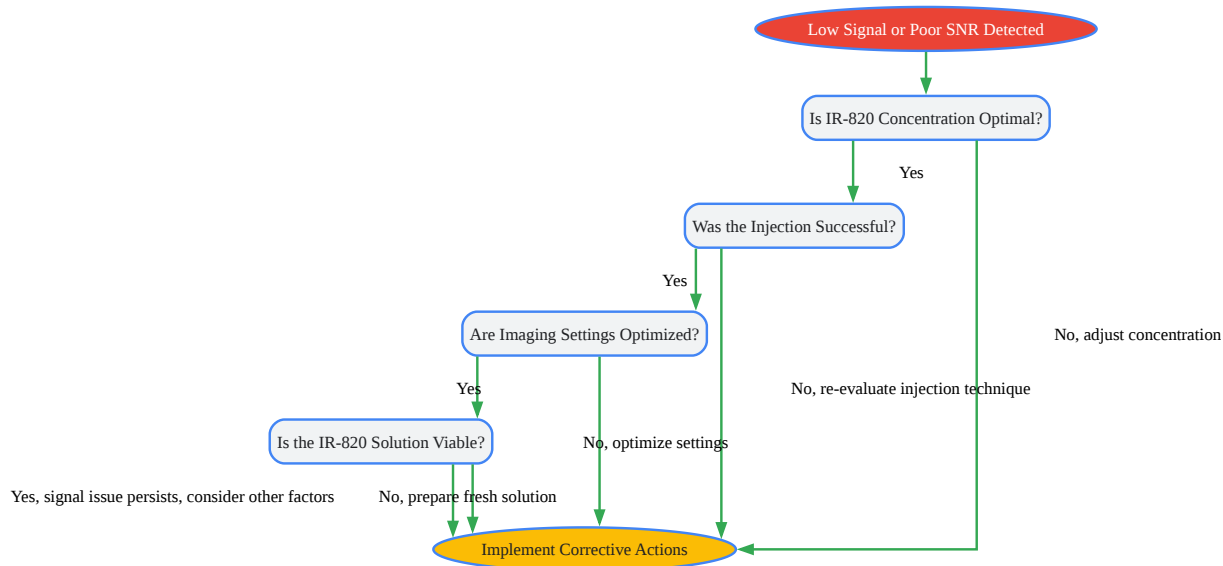 Low Signal or Poor SNR Detected
Is IR-820 Concentration Optimal?
Yes
Was the Injection Successful?
Yes
Are Imaging Settings Optimized?
No, adjust concentration
Yes
No, re-evaluate injection technique
Is the IR-820 Solution Viable?
No, optimize settings
Yes, signal issue persists, consider other factors
No, prepare fresh solution
Implement Corrective Actions